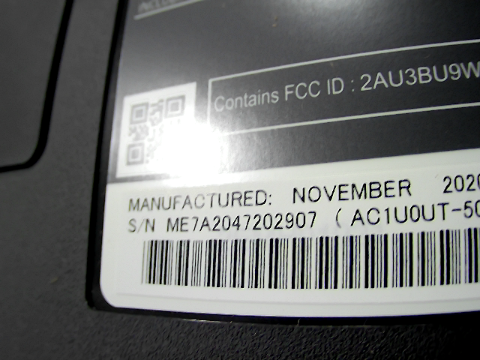 Contains FCC ID : 2AU3BU9W
MANUFACTURED: NOVEMBER 2020
S/N ME7A2047202907 ( AC1U0UT-50